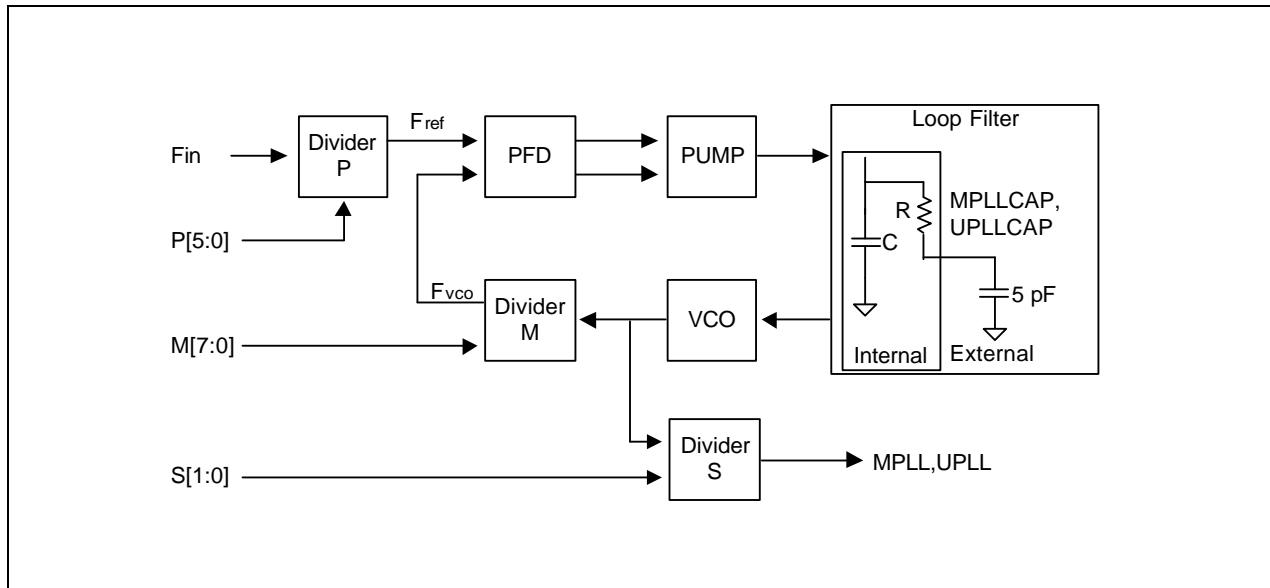 Fin
Divider
P
Fref
PFD
PUMP
Loop Filter
R
C
MPLLCAP,
UPLLCAP
5 pF
Internal
External
P[5:0]
Fvco
Divider
M
VCO
M[7:0]
Divider
S
MPLL,UPLL
S[1:0]